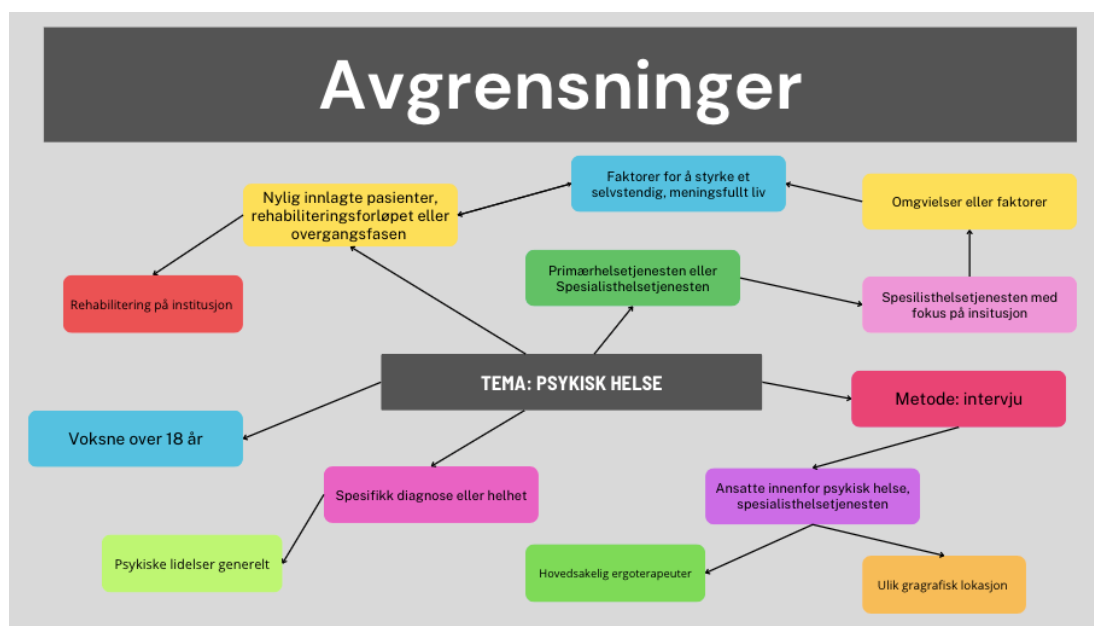 Avgrensninger
Faktorer for å styrke et
selvstendig, meningsfullt liv
Nylig innlagte pasienter,
rehabiliteringsforløpet eller
overgangsfasen
Omgvielser eller faktorer
Primærhelsetjenesten eller
Spesialisthelsetjenesten
Rehabilitering på institusjon
Spesilisthelsetjenesten med
fokus på insitusjon
TEMA: PSYKISK HELSE
Metode: intervju
Voksne over 18 år
Spesifikk diagnose eller helhet
Ansatte innenfor psykisk helse,
spesialisthelsetjenesten
Psykiske lidelser generelt
Hovedsakelig ergoterapeuter
Ulik gragrafisk lokasjon